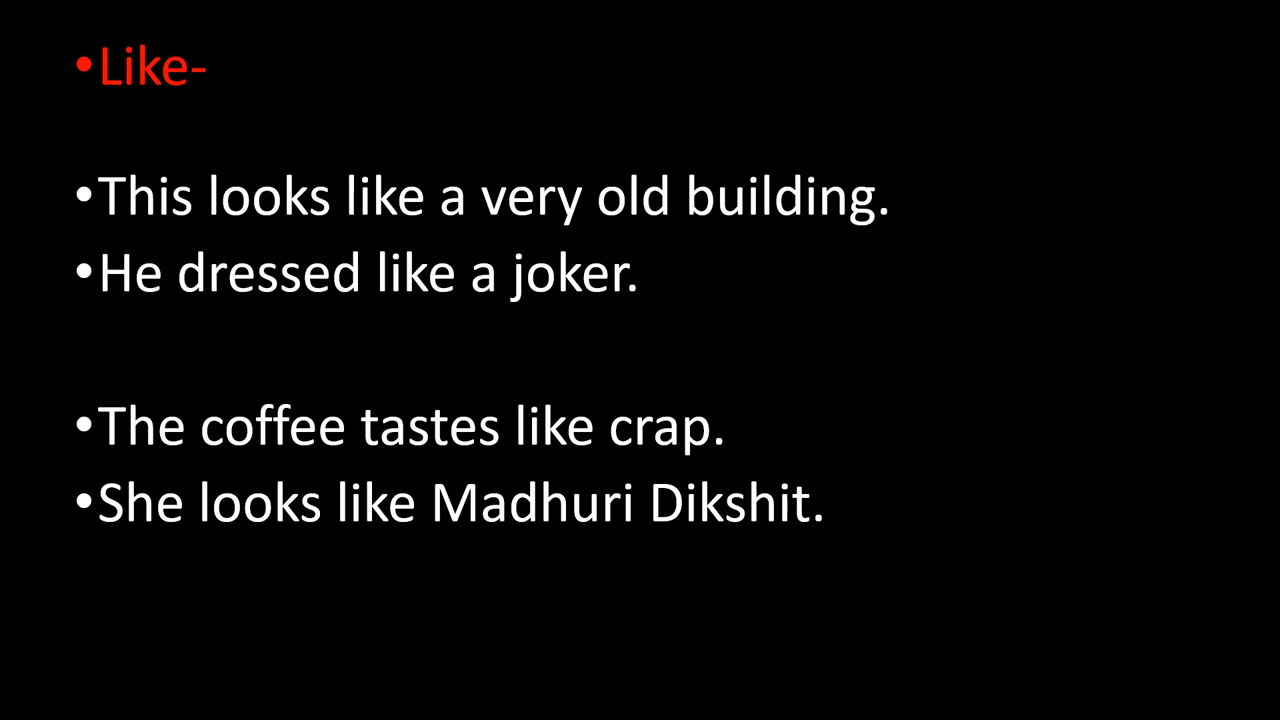 •Like-
•This looks like a very old building.
•He dressed like a joker.
•The coffee tastes like crap.
•She looks like Madhuri Dikshit.